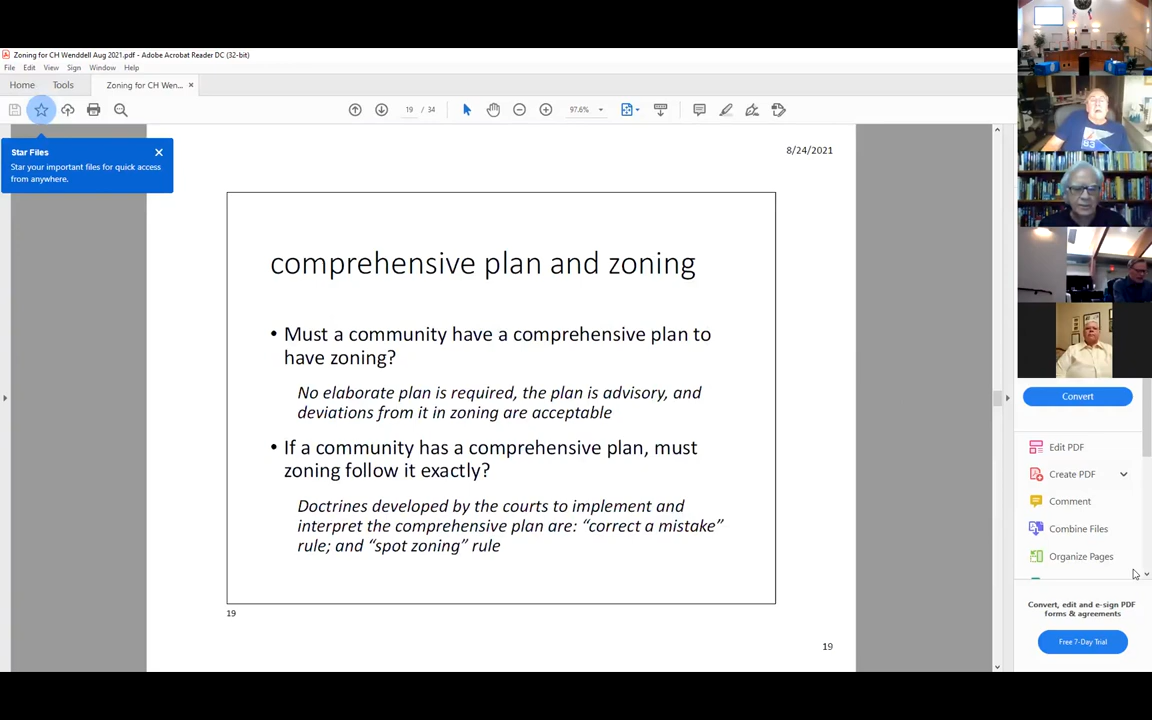 Zoning for CH Wenddell Aug 2021.pdf - Adobe Acrobat Reader DC (32-bit)
File Edit View Sign Window Help
Home Tools Zoning for CH Wen... ×
19 / 34 97.6%
Star Files
Star your important files for quick access
from anywhere.
8/24/2021
comprehensive plan and zoning
• Must a community have a comprehensive plan to
have zoning?
No elaborate plan is required, the plan is advisory, and
deviations from it in zoning are acceptable
• If a community has a comprehensive plan, must
zoning follow it exactly?
Doctrines developed by the courts to implement and
interpret the comprehensive plan are: “correct a mistake”
rule; and “spot zoning” rule
19
19
Convert
Edit PDF
Create PDF
Comment
Combine Files
Organize Pages
Convert, edit and e-sign PDF
forms & agreements
Free 7-Day Trial